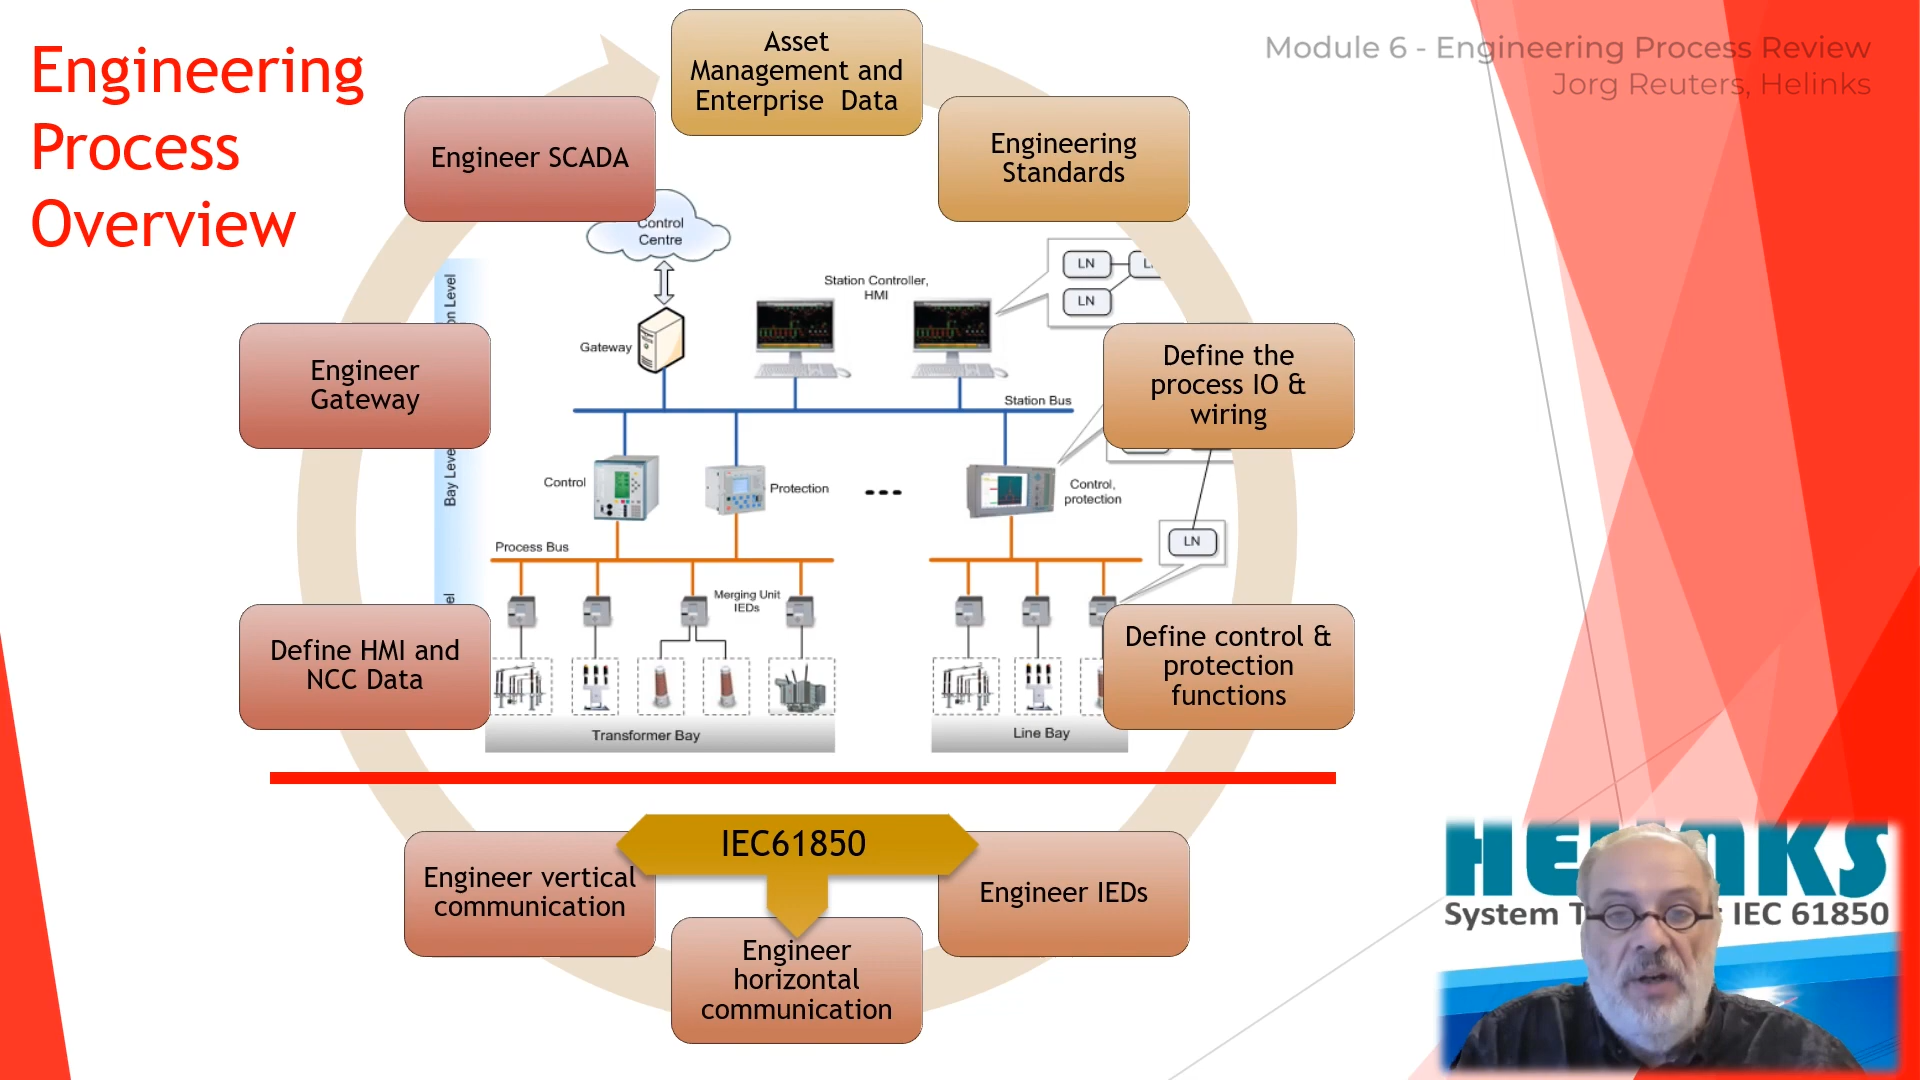 Engineering
Process
Overview
Module 6 - Engineering Process Review
Jorg Reuters, Helinks
Asset
Management and
Enterprise Data
Engineering
Standards
Define the
process IO &
wiring
Define control &
protection
functions
Engineer IEDs
Engineer
horizontal
communication
Engineer vertical
communication
Define HMI and
NCC Data
Engineer
Gateway
Engineer SCADA
IEC61850
Control
Centre
Station Controller,
HMI
LN
LN
Gateway
Station Bus
Bay Level
Control
Protection
Control,
protection
LN
Process Bus
Merging Unit
IEDs
Transformer Bay
Line Bay
IEC 61850
System